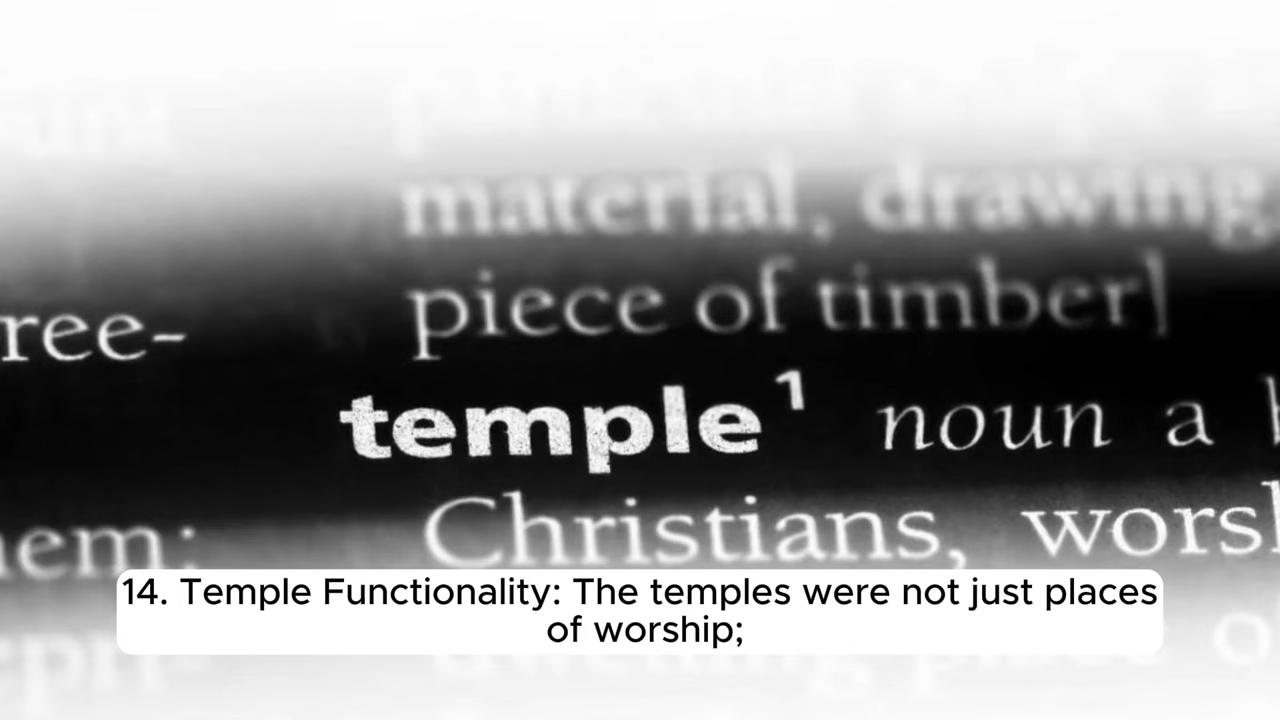 material, drawing
ree- piece of timber]
temple¹ noun a
hem: Christians, wors
14. Temple Functionality: The temples were not just places
of worship;